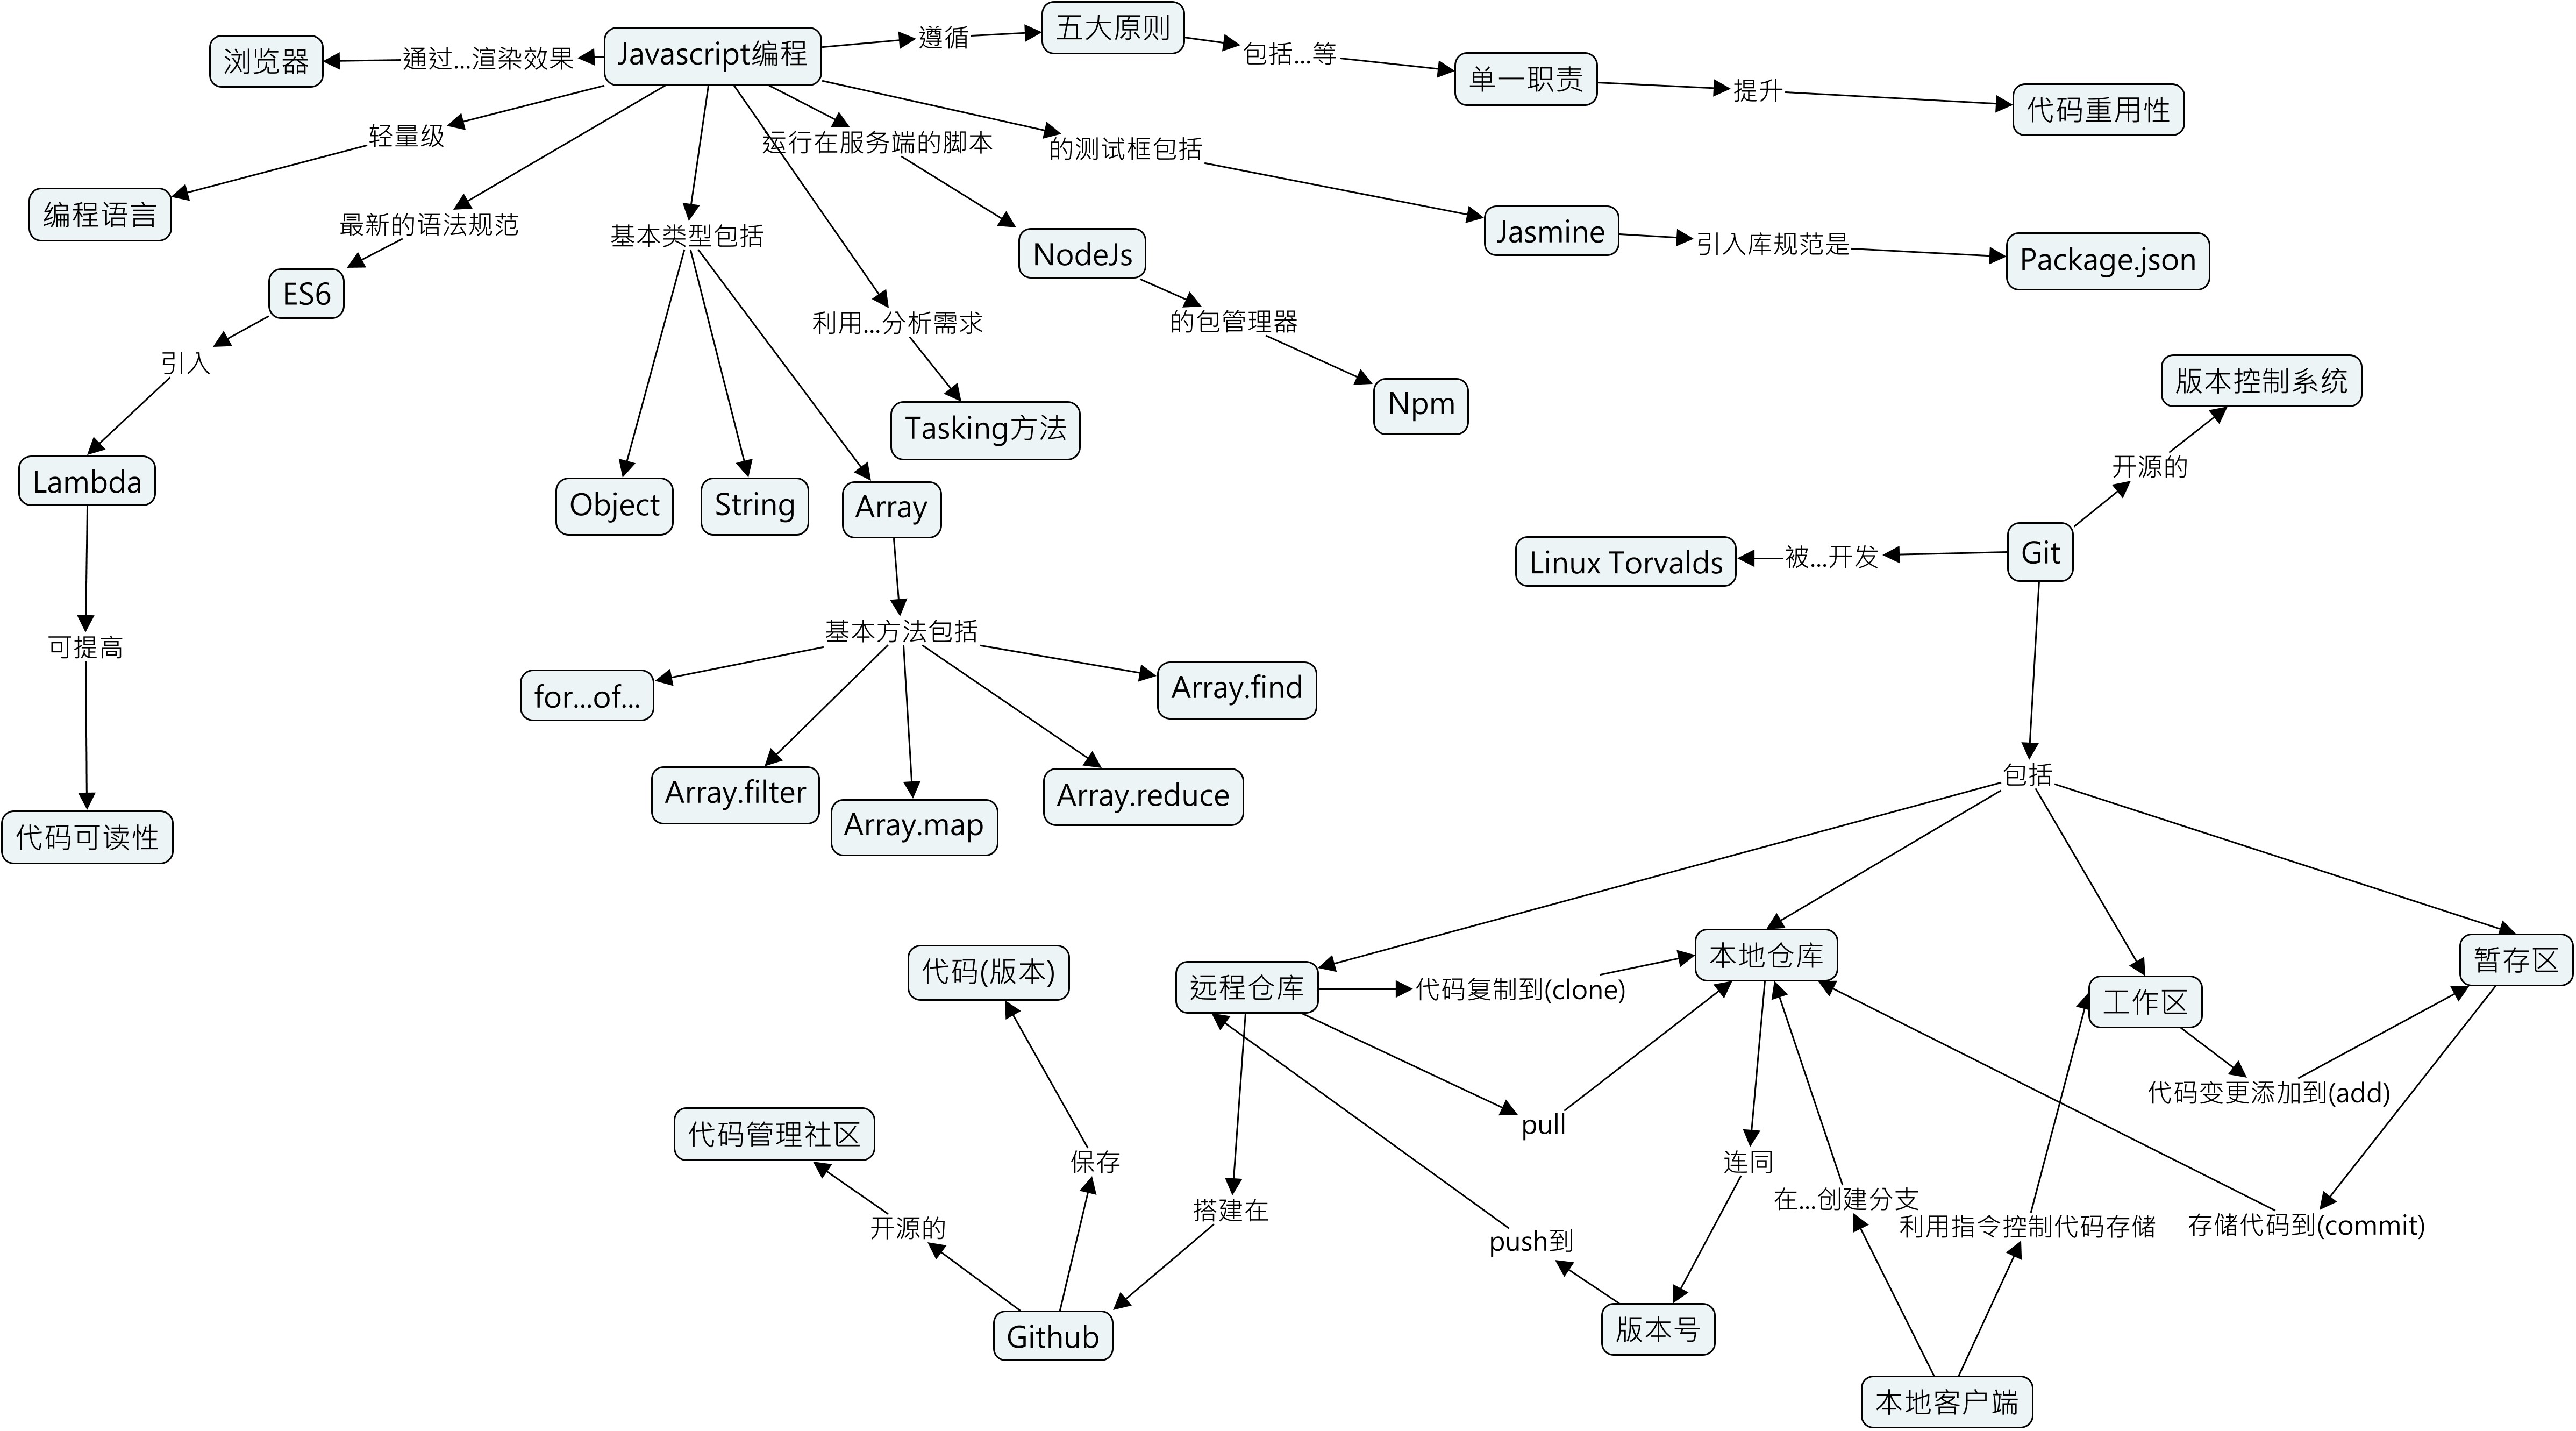 五大原则
Javascript编程
遵循
包括...等
浏览器
通过...渲染效果
单一职责
提升
代码重用性
轻量级
运行在服务端的脚本
的测试框包括
编程语言
最新的语法规范
基本类型包括
Jasmine
引入库规范是
Package.json
NodeJs
ES6
利用...分析需求
的包管理器
引入
版本控制系统
Npm
Tasking方法
开源的
Lambda
Object
String
Array
Linux Torvalds
被...开发
Git
可提高
基本方法包括
for...of...
Array.find
包括
Array.filter
Array.map
Array.reduce
代码可读性
代码(版本)
远程仓库
代码复制到(clone)
本地仓库
工作区
暂存区
代码变更添加到(add)
pull
代码管理社区
保存
连同
开源的
搭建在
在...创建分支
利用指令控制代码存储
存储代码到(commit)
push到
Github
版本号
本地客户端